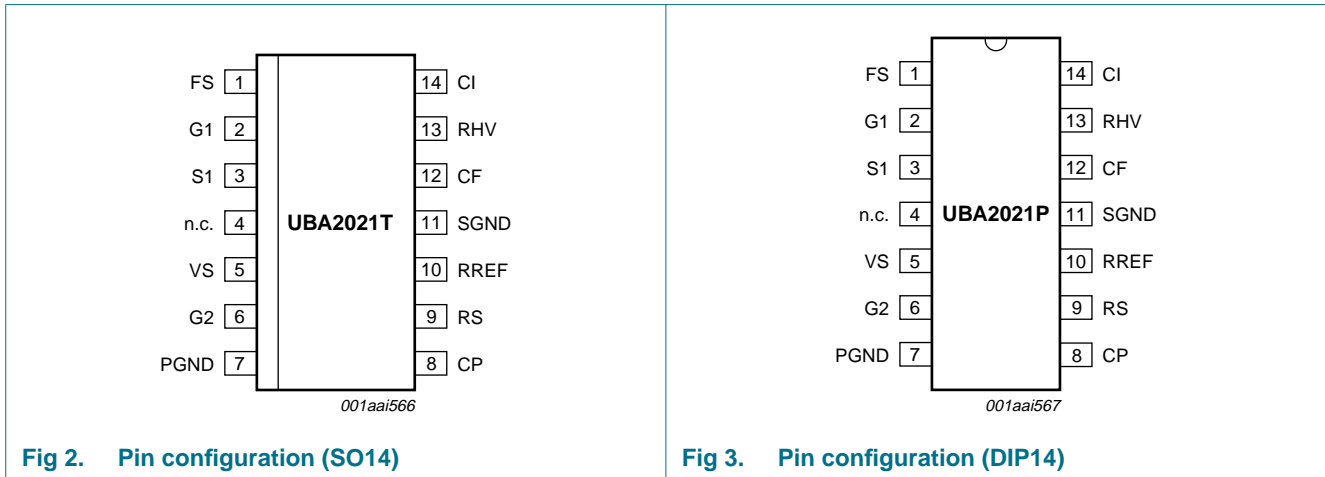 FS 1 14 CI
G1 2 13 RHV
S1 3 12 CF
n.c. 4 UBA2021T 11 SGND
VS 5 10 RREF
G2 6 9 RS
PGND 7 8 CP
001aai566
Fig 2. Pin configuration (SO14)
FS 1 14 CI
G1 2 13 RHV
S1 3 12 CF
n.c. 4 UBA2021P 11 SGND
VS 5 10 RREF
G2 6 9 RS
PGND 7 8 CP
001aai567
Fig 3. Pin configuration (DIP14)